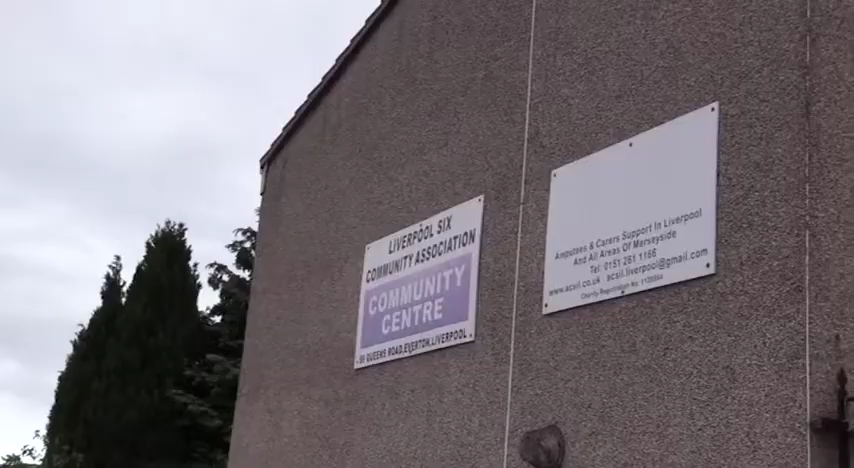 LIVERPOOL SIX
COMMUNITY ASSOCIATION
COMMUNITY
CENTRE
QUEENS ROAD, EVERTON, LIVERPOOL
Amputees & Carers Support In Liverpool
And All Areas Of Merseyside
Tel: 0151 261 1166
www.acsil.co.uk acsil.liverpool@gmail.com
Charity Registration No.